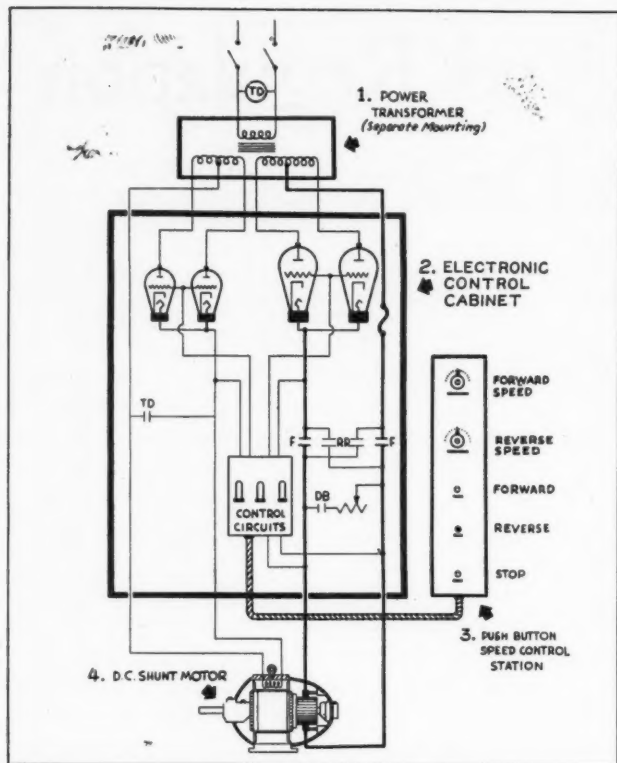 TD
1. POWER
TRANSFORMER
(Separate Mounting)
2. ELECTRONIC
CONTROL
CABINET
FORWARD
SPEED
TD
F
RR
F
REVERSE
SPEED
DB
FORWARD
CONTROL
CIRCUITS
REVERSE
STOP
3. PUSH BUTTON
SPEED CONTROL
STATION
4. D.C. SHUNT MOTOR